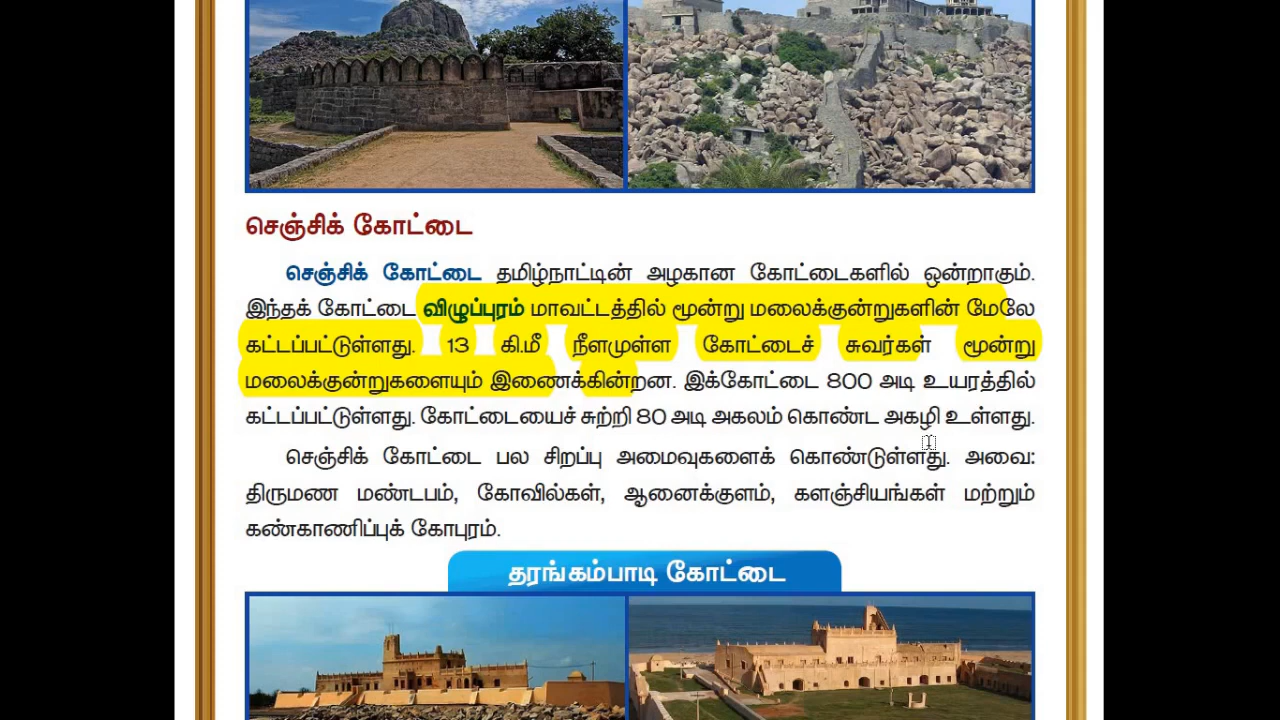 செஞ்சிக் கோட்டை
செஞ்சிக் கோட்டை தமிழ்நாட்டின் அழகான கோட்டைகளில் ஒன்றாகும்.
இந்தக் கோட்டை விழுப்புரம் மாவட்டத்தில் மூன்று மலைக்குன்றுகளின் மேலே
கட்டப்பட்டுள்ளது. 13 கி.மீ நீளமுள்ள கோட்டைச் சுவர்கள் மூன்று
மலைக்குன்றுகளையும் இணைக்கின்றன. இக்கோட்டை 800 அடி உயரத்தில்
கட்டப்பட்டுள்ளது. கோட்டையைச் சுற்றி 80 அடி அகலம் கொண்ட அகழி உள்ளது.
செஞ்சிக் கோட்டை பல சிறப்பு அமைவுகளைக் கொண்டுள்ளது. அவை:
திருமண மண்டபம், கோவில்கள், ஆனைக்குளம், களஞ்சியங்கள் மற்றும்
கண்காணிப்புக் கோபுரம்.
தரங்கம்பாடி கோட்டை